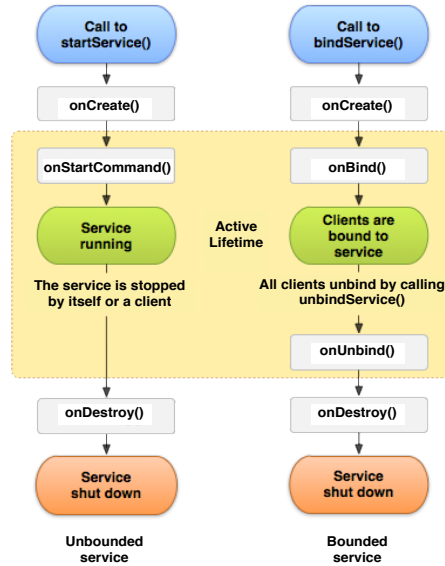 Call to
startService()
onCreate()
onStartCommand()
Service
running
The service is stopped
by itself or a client
onDestroy()
Service
shut down
Unbounded
service
Active
Lifetime
Call to
bindService()
onCreate()
onBind()
Clients are
bound to
service
All clients unbind by calling
unbindService()
onUnbind()
onDestroy()
Service
shut down
Bounded
service